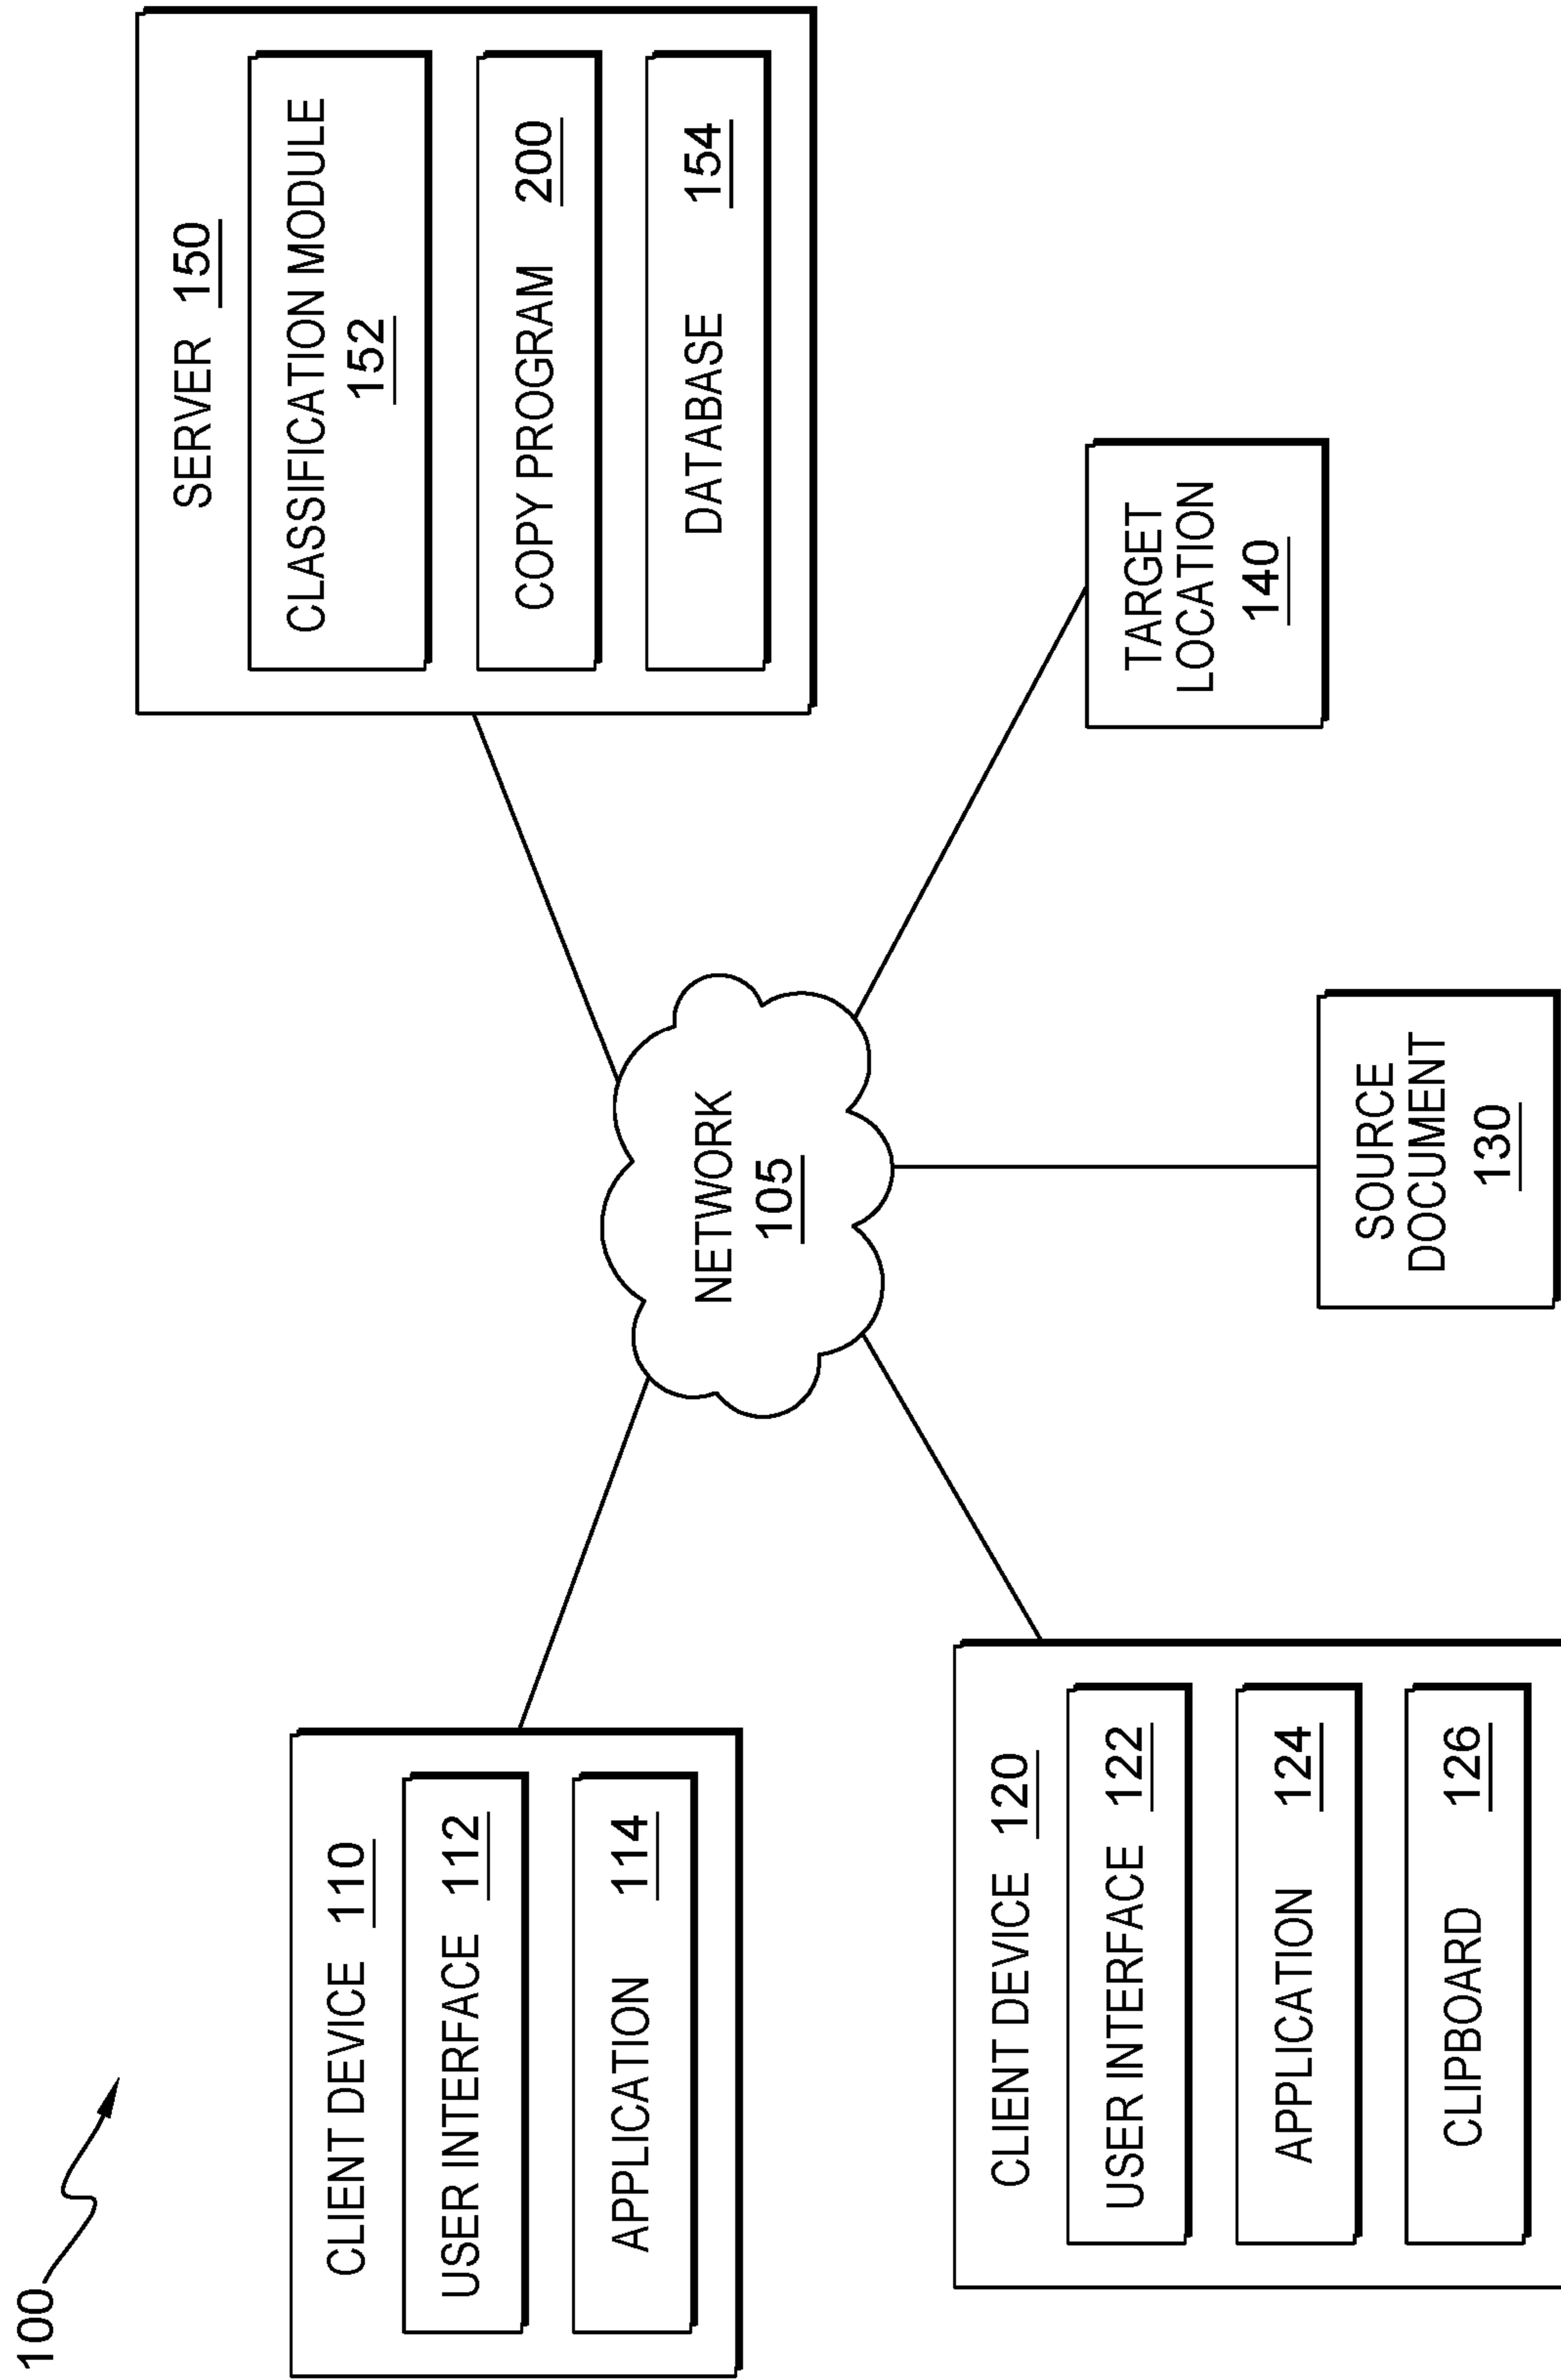 100
CLIENT DEVICE 110
USER INTERFACE 112
APPLICATION 114
SERVER 150
CLASSIFICATION MODULE
152
COPY PROGRAM 200
DATABASE 154
NETWORK
105
CLIENT DEVICE 120
USER INTERFACE 122
APPLICATION 124
CLIPBOARD 126
SOURCE
DOCUMENT
130
TARGET
LOCATION
140